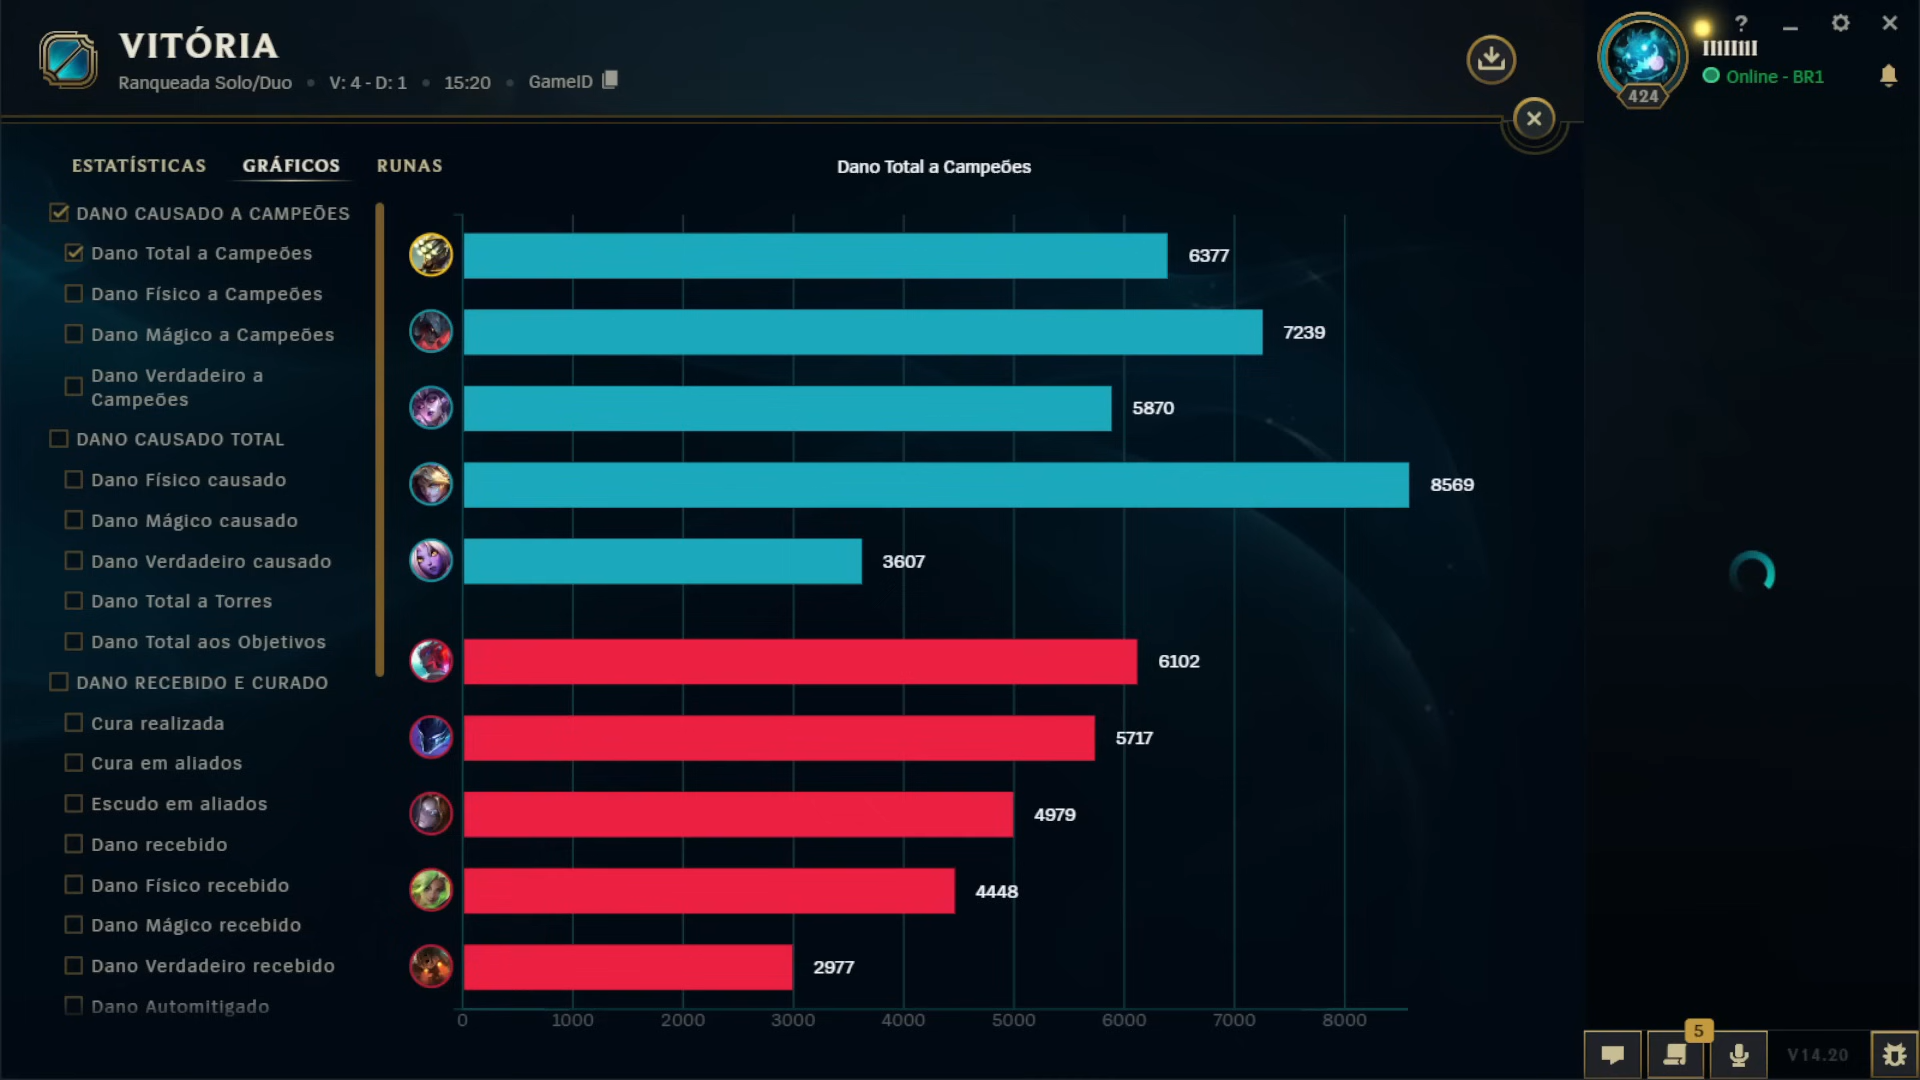 VITÓRIA
Ranqueada Solo/Duo • V: 4 - D: 1 • 15:20 • GameID
?
IIIIIIII
Online - BR1
424
ESTATÍSTICAS GRÁFICOS RUNAS
DANO CAUSADO A CAMPEÕES
Dano Total a Campeões
Dano Físico a Campeões
Dano Mágico a Campeões
Dano Verdadeiro a
Campeões
DANO CAUSADO TOTAL
Dano Físico causado
Dano Mágico causado
Dano Verdadeiro causado
Dano Total a Torres
Dano Total aos Objetivos
DANO RECEBIDO E CURADO
Cura realizada
Cura em aliados
Escudo em aliados
Dano recebido
Dano Físico recebido
Dano Mágico recebido
Dano Verdadeiro recebido
Dano Automitigado
Dano Total a Campeões
6377
7239
5870
8569
3607
6102
5717
4979
4448
2977
0 1000 2000 3000 4000 5000 6000 7000 8000
5
V14.20